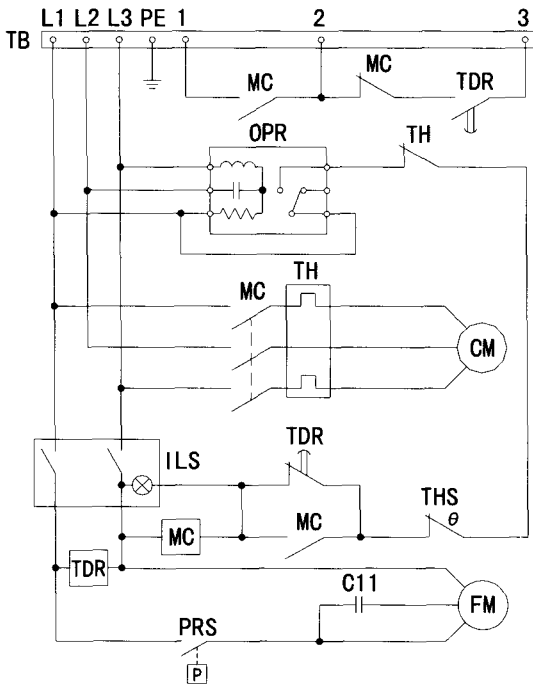 L1 L2 L3 PE 1 2 3
TB
MC
MC
TDR
OPR
TH
MC
TH
CM
ILS
TDR
MC
MC
THS
θ
TDR
C11
FM
PRS
P